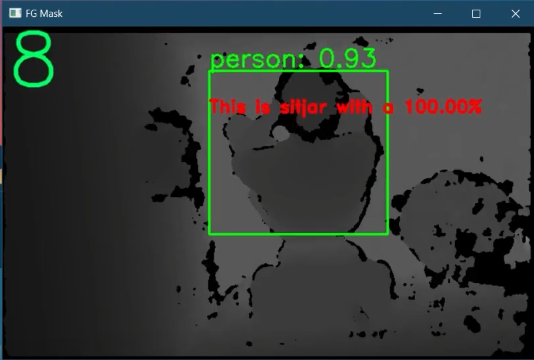 FG Mask
8
person: 0.93
This is sitjar with a 100.00%